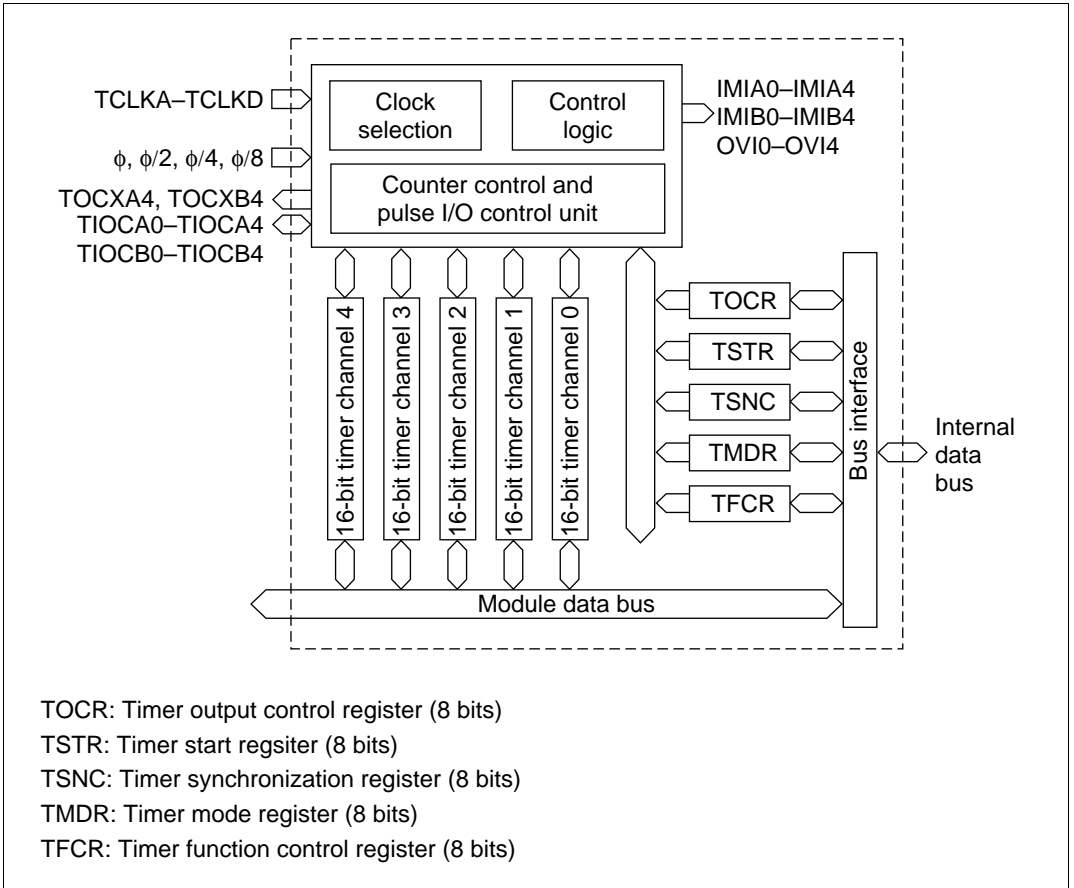 TCLKA–TCLKD
ϕ, ϕ/2, ϕ/4, ϕ/8
TOCXA4, TOCXB4
TIOCA0–TIOCA4
TIOCB0–TIOCB4
Clock
selection
Control
logic
Counter control and
pulse I/O control unit
IMIA0–IMIA4
IMIB0–IMIB4
OVI0–OVI4
16-bit timer channel 4
16-bit timer channel 3
16-bit timer channel 2
16-bit timer channel 1
16-bit timer channel 0
TOCR
TSTR
TSNC
TMDR
TFCR
Bus interface
Internal
data
bus
Module data bus
TOCR: Timer output control register (8 bits)
TSTR: Timer start regsiter (8 bits)
TSNC: Timer synchronization register (8 bits)
TMDR: Timer mode register (8 bits)
TFCR: Timer function control register (8 bits)